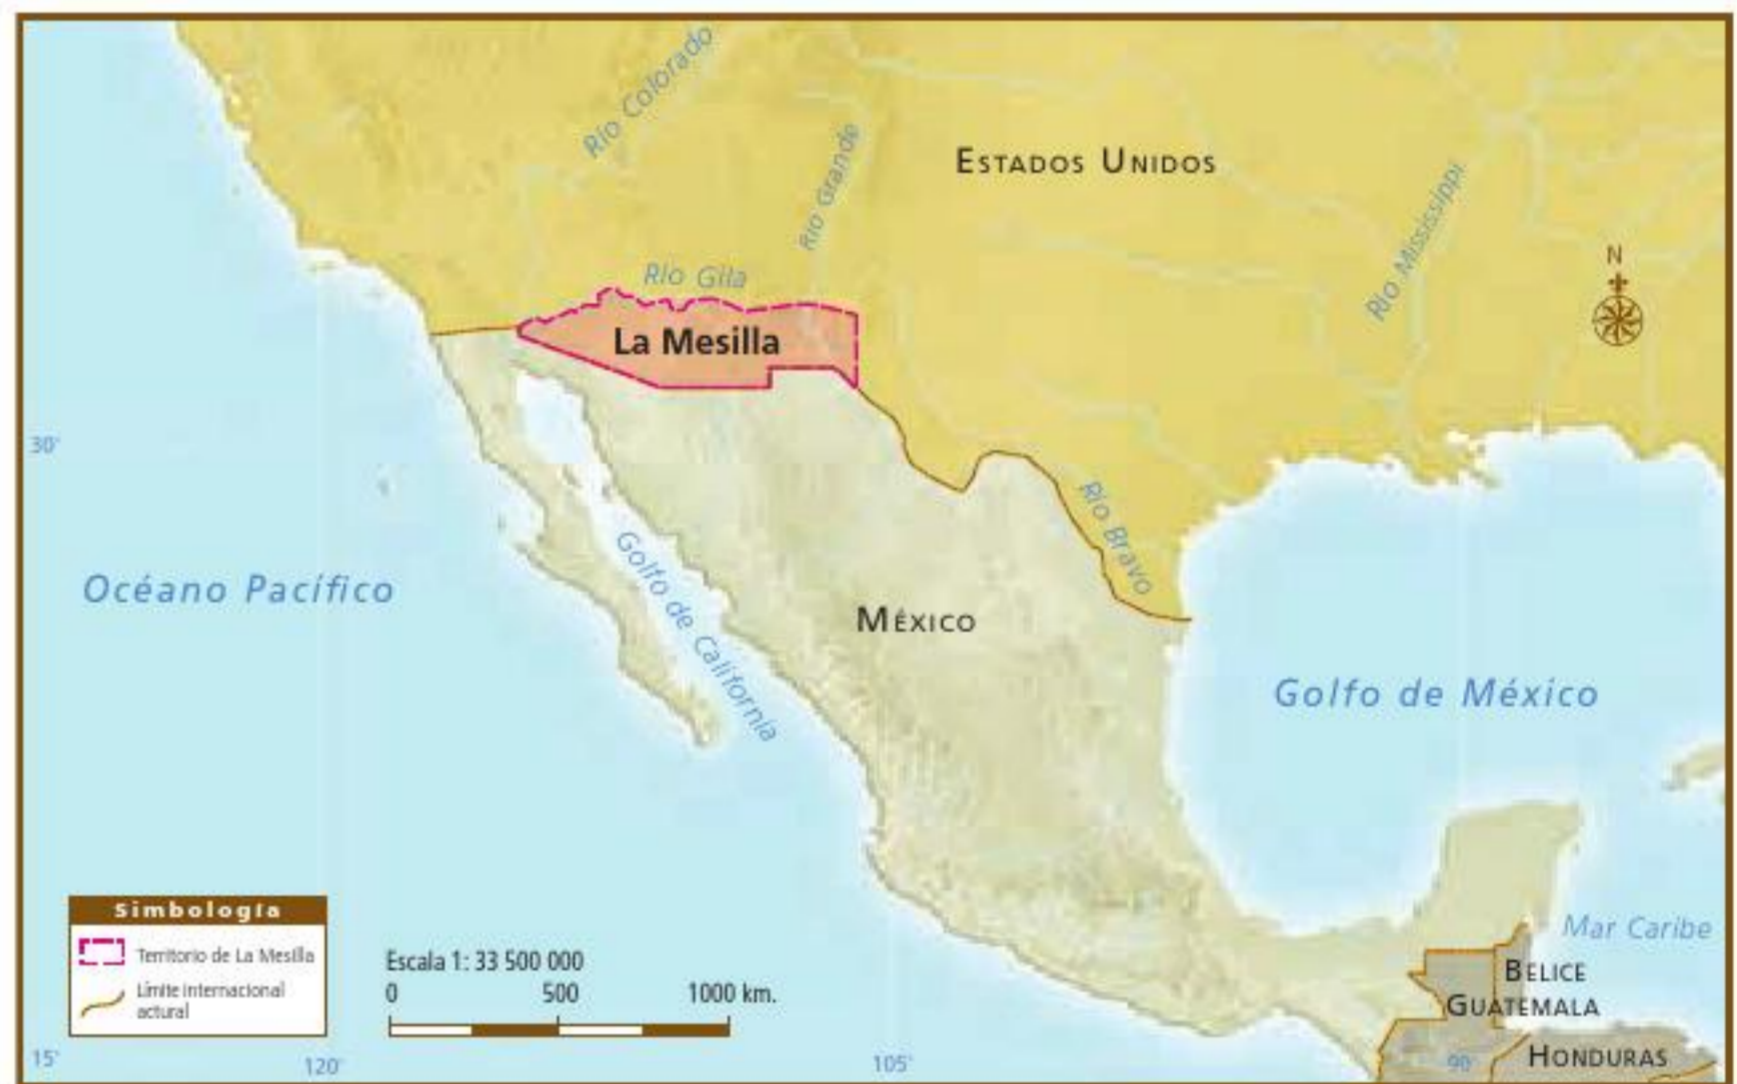 Río Colorado
Río Grande
ESTADOS UNIDOS
Río Mississippi
N
Río Gila
La Mesilla
30°
Río Bravo
Océano Pacífico
Golfo de California
MÉXICO
Golfo de México
Simbología
Territorio de La Mesilla
Límite internacional
actural
Escala 1: 33 500 000
0 500 1000 km.
Mar Caribe
BELICE
GUATEMALA
HONDURAS
15°
120°
105°
90°